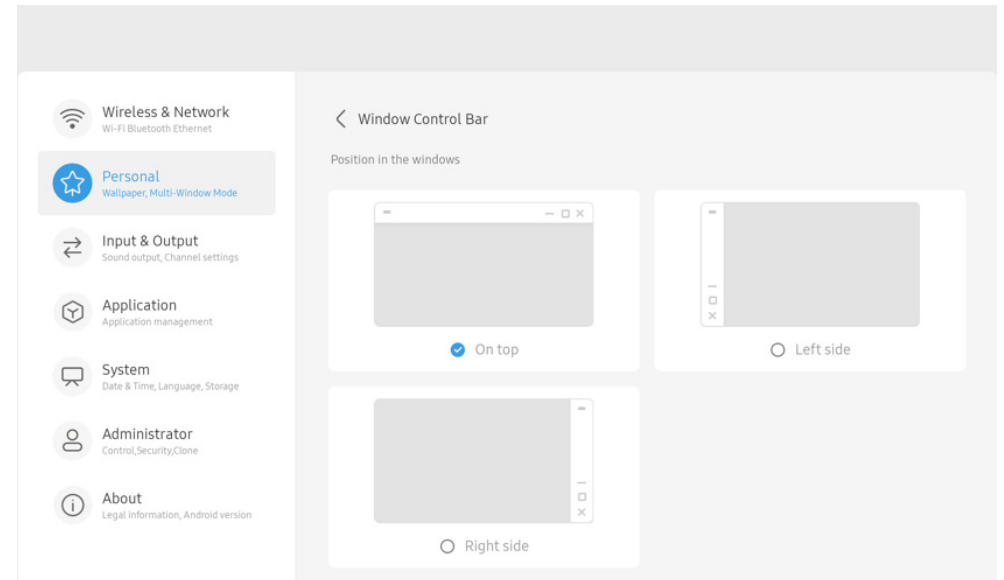 Wireless & Network
Wi-Fi Bluetooth Ethernet
Personal
Wallpaper, Multi-Window Mode
Input & Output
Sound output, Channel settings
Application
Application management
System
Date & Time, Language, Storage
Administrator
Control,Security,Clone
About
Legal information, Android version
Window Control Bar
Position in the windows
On top
Left side
Right side